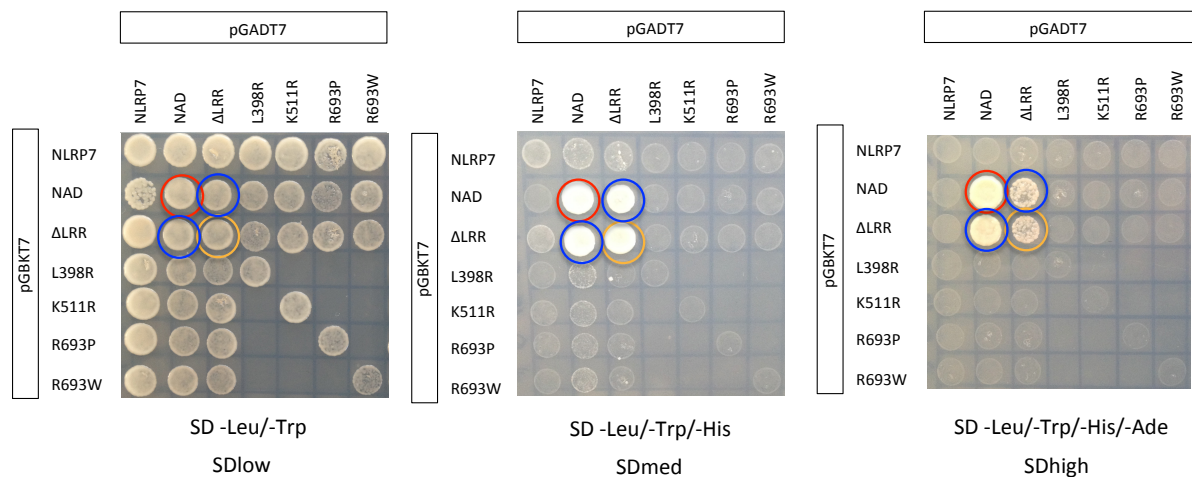 pGADT7
NLRP7 NAD ΔLRR L398R K511R R693P R693W
pGBKT7
NLRP7
NAD
ΔLRR
L398R
K511R
R693P
R693W
SD -Leu/-Trp
SDlow
pGADT7
NLRP7 NAD ΔLRR L398R K511R R693P R693W
pGBKT7
NLRP7
NAD
ΔLRR
L398R
K511R
R693P
R693W
SD -Leu/-Trp/-His
SDmed
pGADT7
NLRP7 NAD ΔLRR L398R K511R R693P R693W
pGBKT7
NLRP7
NAD
ΔLRR
L398R
K511R
R693P
R693W
SD -Leu/-Trp/-His/-Ade
SDhigh